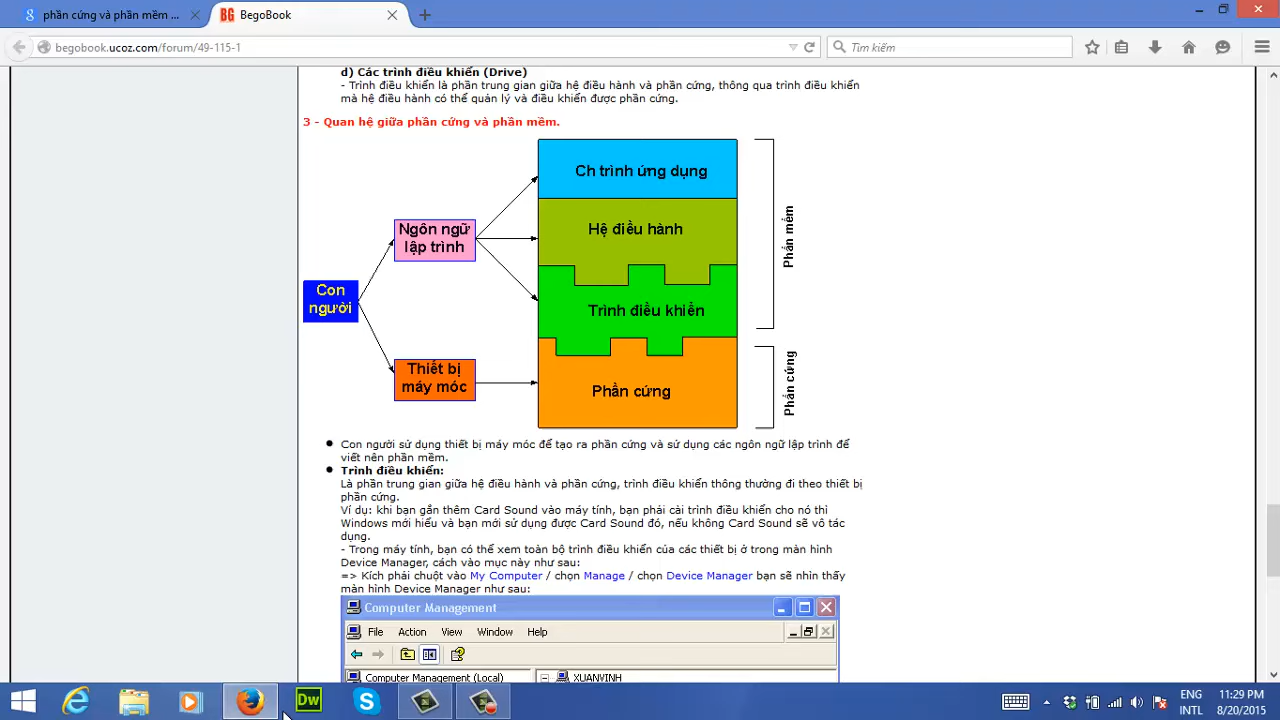 phần cứng và phần mềm ...
BG BegoBook
begobook.ucoz.com/forum/49-115-1
Tìm kiếm
d) Các trình điều khiển (Drive)
- Trình điều khiển là phần trung gian giữa hệ điều hành và phần cứng, thông qua trình điều khiển
mà hệ điều hành có thể quản lý và điều khiển được phần cứng.
3 - Quan hệ giữa phần cứng và phần mềm.
Ch trình ứng dụng
Ngôn ngữ
lập trình
Hệ điều hành
Phần mềm
Con
người
Trình điều khiển
Thiết bị
máy móc
Phần cứng
Phần cứng
Con người sử dụng thiết bị máy móc để tạo ra phần cứng và sử dụng các ngôn ngữ lập trình để
viết nên phần mềm.
Trình điều khiển:
Là phần trung gian giữa hệ điều hành và phần cứng, trình điều khiển thông thường đi theo thiết bị
phần cứng.
Ví dụ: khi bạn gắn thêm Card Sound vào máy tính, bạn phải cài trình điều khiển cho nó thì
Windows mới hiểu và bạn mới sử dụng được Card Sound đó, nếu không Card Sound sẽ vô tác
dụng.
- Trong máy tính, bạn có thể xem toàn bộ trình điều khiển của các thiết bị ở trong màn hình
Device Manager, cách vào mục này như sau:
=> Kích phải chuột vào My Computer / chọn Manage / chọn Device Manager bạn sẽ nhìn thấy
màn hình Device Manager như sau:
Computer Management
File Action View Window Help
Computer Management (Local)
XUANVINH
Dw
ENG
INTL
11:29 PM
8/20/2015